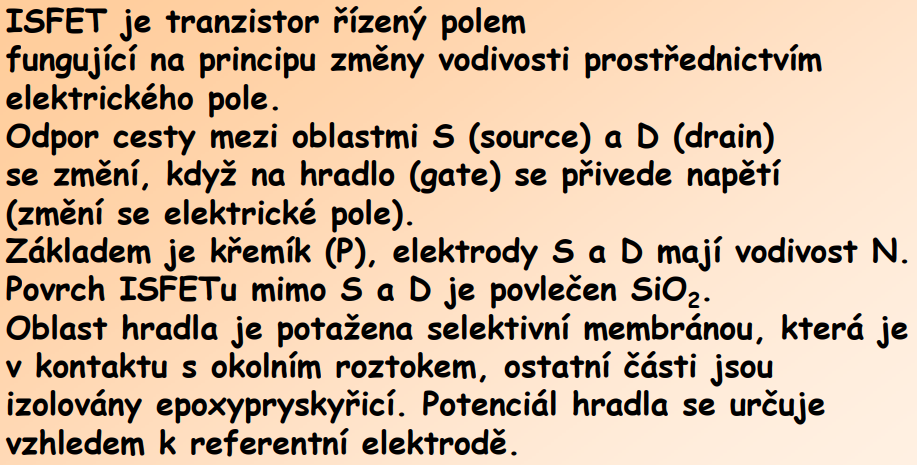 ISFET je tranzistor řízený polem
fungující na principu změny vodivosti prostřednictvím
elektrického pole.
Odpor cesty mezi oblastmi S (source) a D (drain)
se změní, když na hradlo (gate) se přivede napětí
(změní se elektrické pole).
Základem je křemík (P), elektrody S a D mají vodivost N.
Povrch ISFETu mimo S a D je povlečen SiO₂.
Oblast hradla je potažena selektivní membránou, která je
v kontaktu s okolním roztokem, ostatní části jsou
izolovány epoxypryskyřicí. Potenciál hradla se určuje
vzhledem k referentní elektrodě.